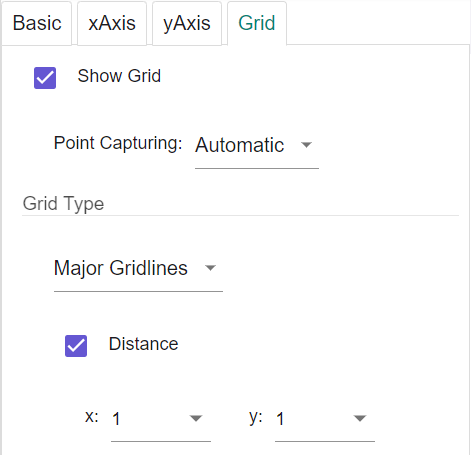 Basic xAxis yAxis Grid
Show Grid
Point Capturing: Automatic
Grid Type
Major Gridlines
Distance
x: 1 y: 1